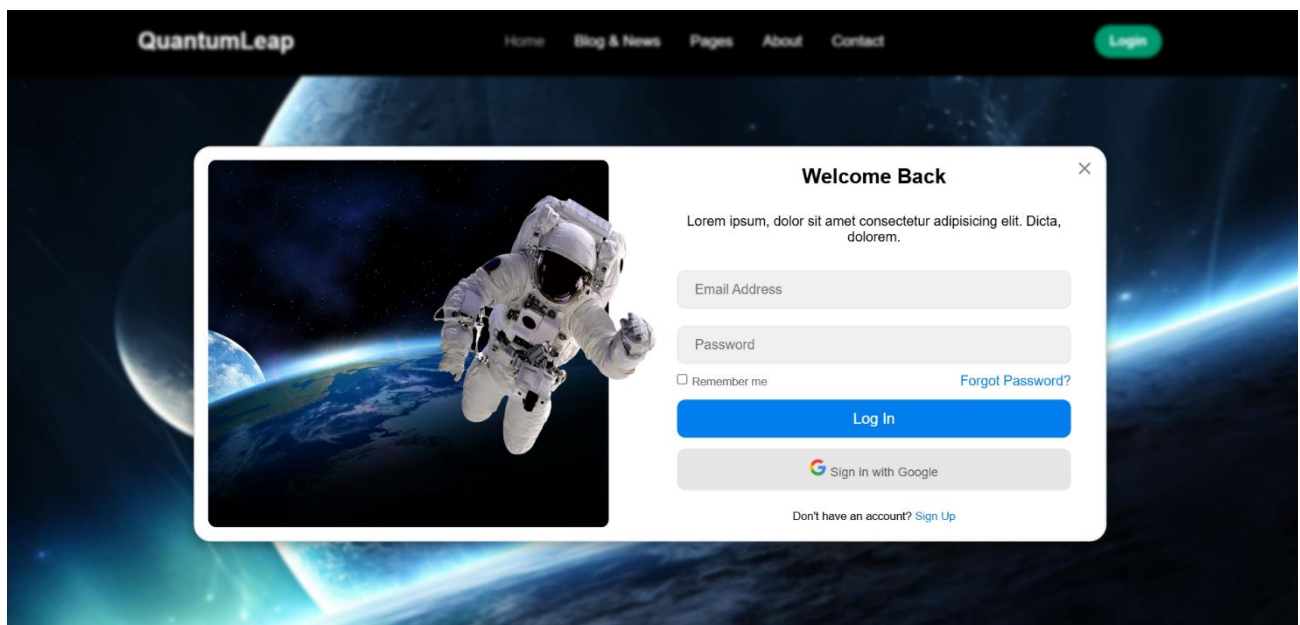 QuantumLeap
Home Blog & News Pages About Contact
Login
Welcome Back
Lorem ipsum, dolor sit amet consectetur adipisicing elit. Dicta,
dolorem.
Email Address
Password
Remember me Forgot Password?
Log In
Sign in with Google
Don't have an account? Sign Up